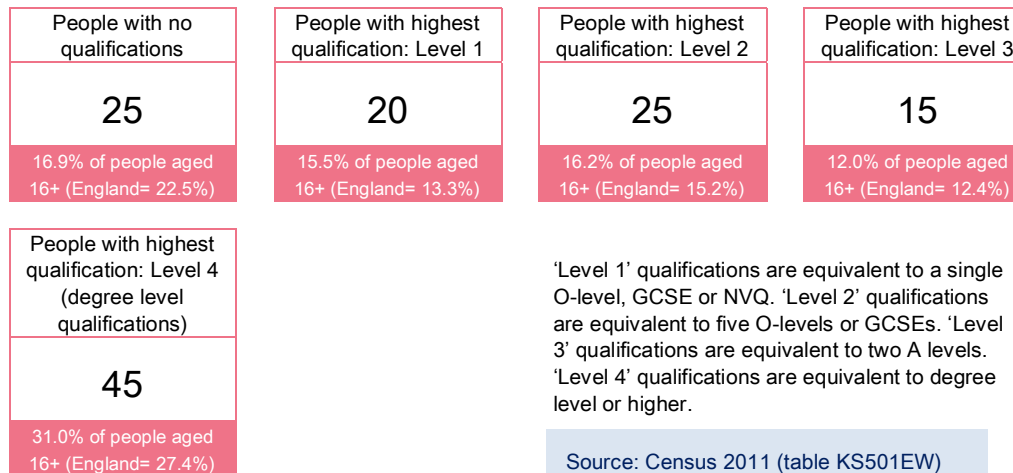 People with no
qualifications
25
16.9% of people aged
16+ (England= 22.5%)
People with highest
qualification: Level 1
20
15.5% of people aged
16+ (England= 13.3%)
People with highest
qualification: Level 2
25
16.2% of people aged
16+ (England= 15.2%)
People with highest
qualification: Level 3
15
12.0% of people aged
16+ (England= 12.4%)
People with highest
qualification: Level 4
(degree level
qualifications)
45
31.0% of people aged
16+ (England= 27.4%)
‘Level 1’ qualifications are equivalent to a single
O-level, GCSE or NVQ. ‘Level 2’ qualifications
are equivalent to five O-levels or GCSEs. ‘Level
3’ qualifications are equivalent to two A levels.
‘Level 4’ qualifications are equivalent to degree
level or higher.
Source: Census 2011 (table KS501EW)